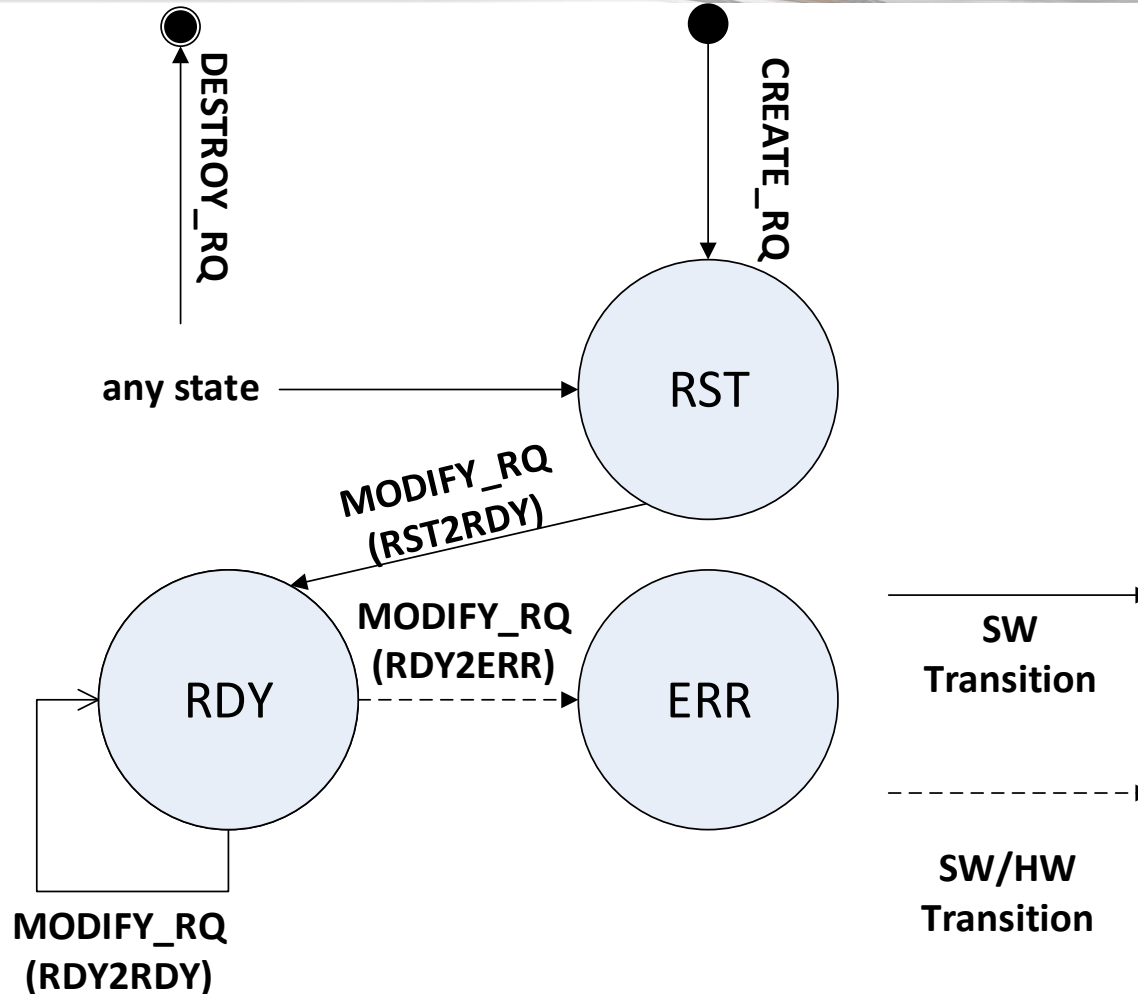 DESTROY_RQ
CREATE_RQ
any state
RST
MODIFY_RQ
(RST2RDY)
MODIFY_RQ
(RDY2ERR)
RDY
ERR
SW
Transition
SW/HW
Transition
MODIFY_RQ
(RDY2RDY)